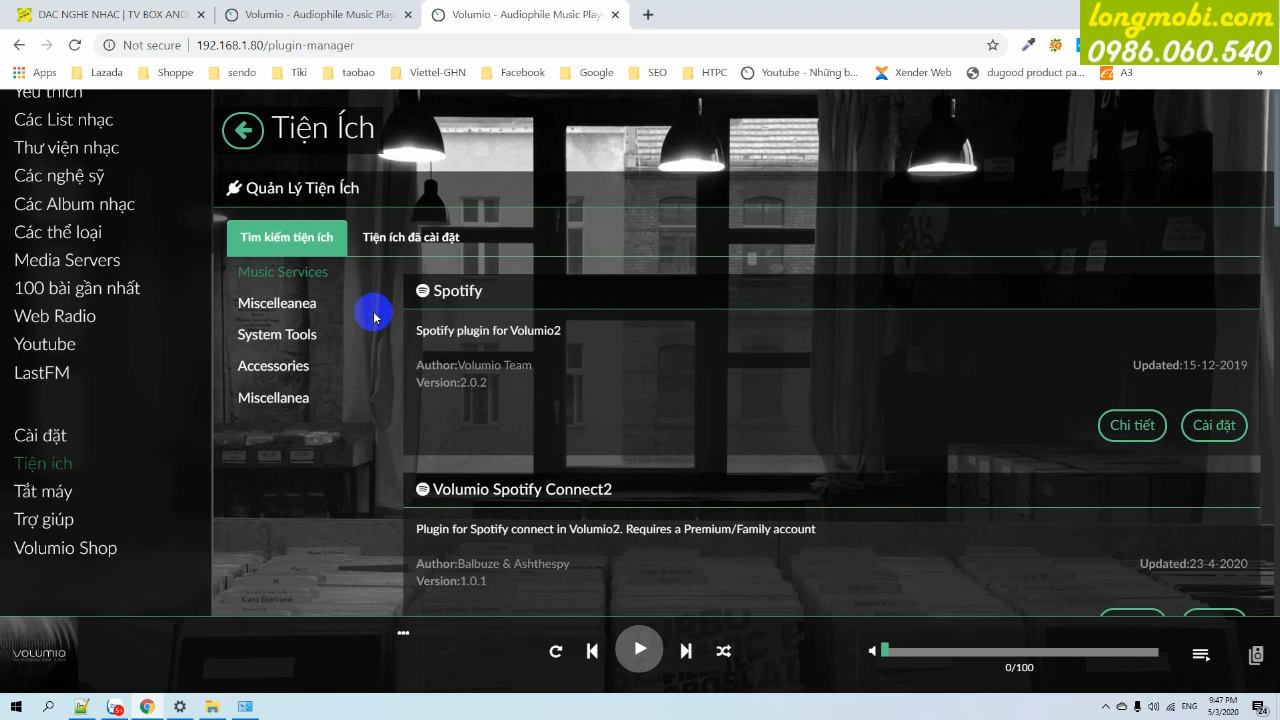 DAC NGHE NHẠC | TV BOX AND
Volumio - Audiophile Music Play
Volumio - Audiophile Music Play
longmobi.com
0986.060.540
Not secure
192.168.1.80/plugin-manager
Apps
Lazada
Shoppe
sendo
Tiki
taobao
Viettel-GHN
Facebook
Google
SEO
HTPC
Youtube - Những b...
Xender Web
dugood product pa...
A3
»
Yêu thích
Các List nhạc
Thư viện nhạc
Các nghệ sỹ
Các Album nhạc
Các thể loại
Media Servers
100 bài gần nhất
Web Radio
Youtube
LastFM
Cài đặt
Tiện ích
Tắt máy
Trợ giúp
Volumio Shop
Tiện Ích
Quản Lý Tiện Ích
Tìm kiếm tiện ích
Tiện ích đã cài đặt
Music Services
Miscelleanea
System Tools
Accessories
Miscellanea
Spotify
Spotify plugin for Volumio2
Author:Volumio Team
Updated:15-12-2019
Version:2.0.2
Chi tiết
Cài đặt
Volumio Spotify Connect2
Plugin for Spotify connect in Volumio2. Requires a Premium/Family account
Author:Balbuze & Ashthespy
Updated:23-4-2020
Version:1.0.1
VOLUMIO
0/100
ENG
9:47 PM
5/3/2020
24